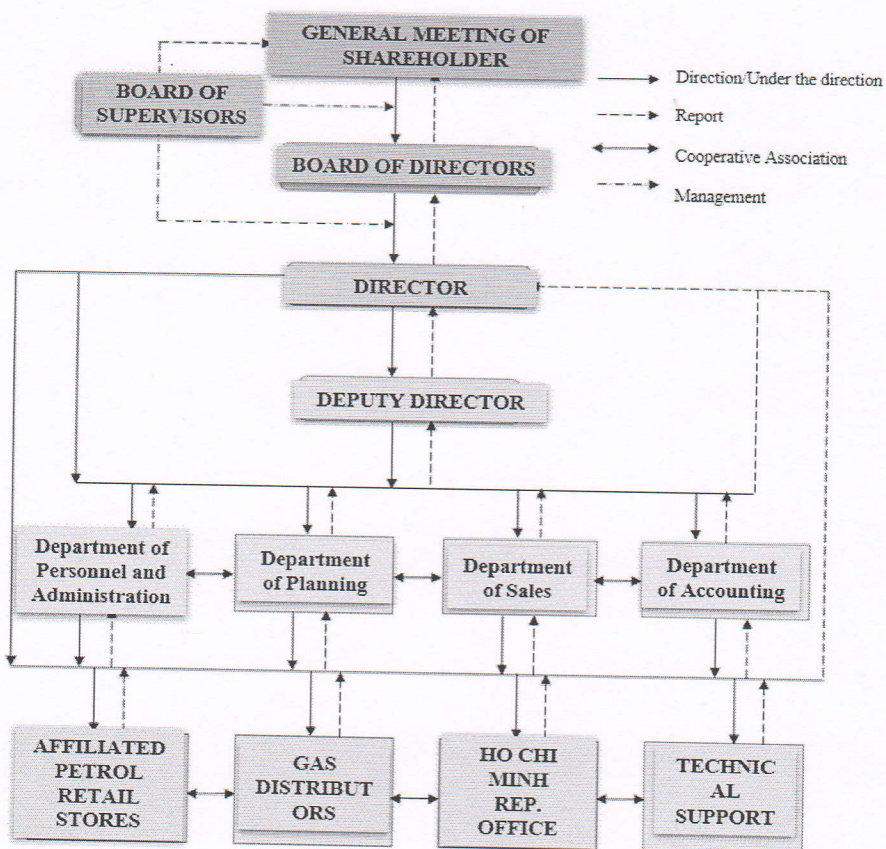 GENERAL MEETING OF
SHAREHOLDER
BOARD OF
SUPERVISORS
BOARD OF DIRECTORS
DIRECTOR
DEPUTY DIRECTOR
Direction/Under the direction
Report
Cooperative Association
Management
Department of
Personnel and
Administration
Department
of Planning
Department
of Sales
Department
of Accounting
AFFILIATED
PETROL
RETAIL
STORES
GAS
DISTRIBUT
ORS
HO CHI
MINH
REP.
OFFICE
TECHNIC
AL
SUPPORT